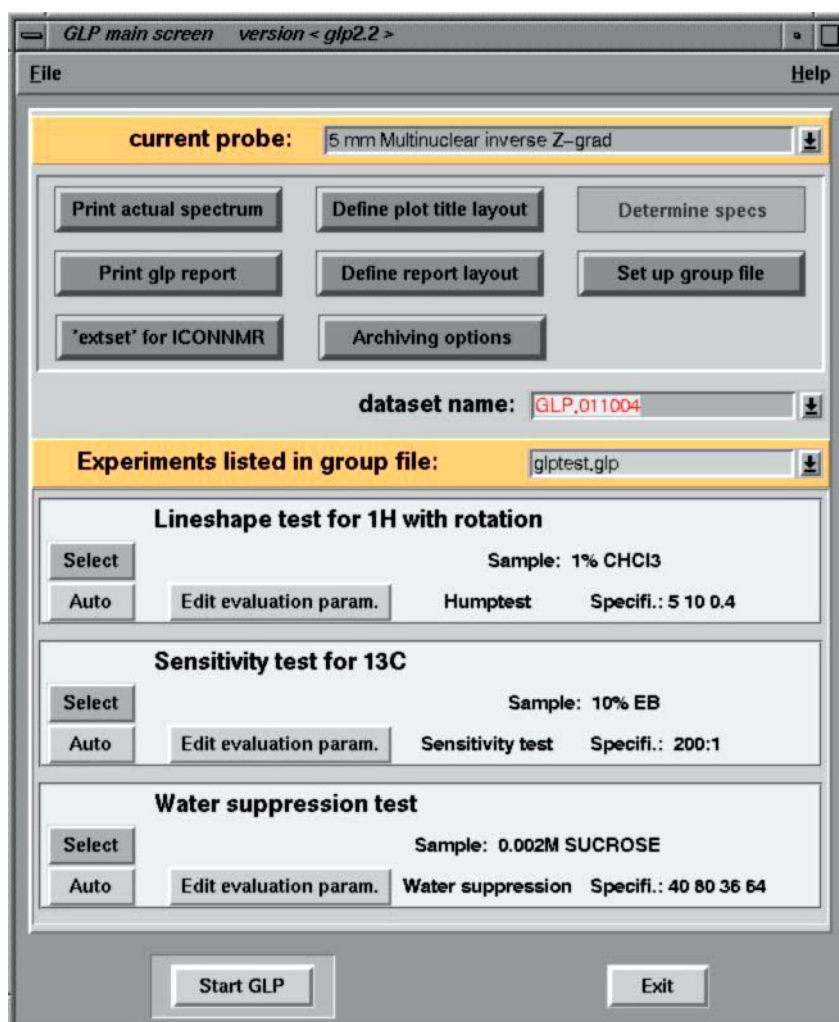 GLP main screen version < glp2.2 >
File Help
current probe: 5 mm Multinuclear inverse Z-grad
Print actual spectrum Define plot title layout Determine specs
Print glp report Define report layout Set up group file
'extset' for ICONNMR Archiving options
dataset name: GLP.011004
Experiments listed in group file: glptest.glp
Lineshape test for 1H with rotation
Select Sample: 1% CHCl3
Auto Edit evaluation param. Humptest Specifi.: 5 10 0.4
Sensitivity test for 13C
Select Sample: 10% EB
Auto Edit evaluation param. Sensitivity test Specifi.: 200:1
Water suppression test
Select Sample: 0.002M SUCROSE
Auto Edit evaluation param. Water suppression Specifi.: 40 80 36 64
Start GLP Exit